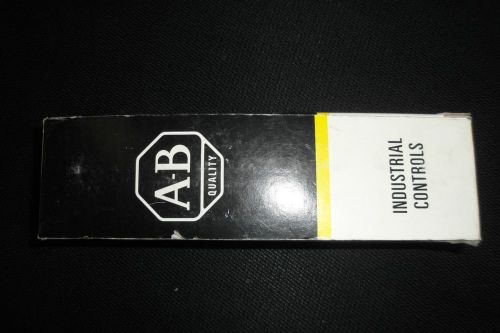 A-B
QUALITY
INDUSTRIAL
CONTROLS